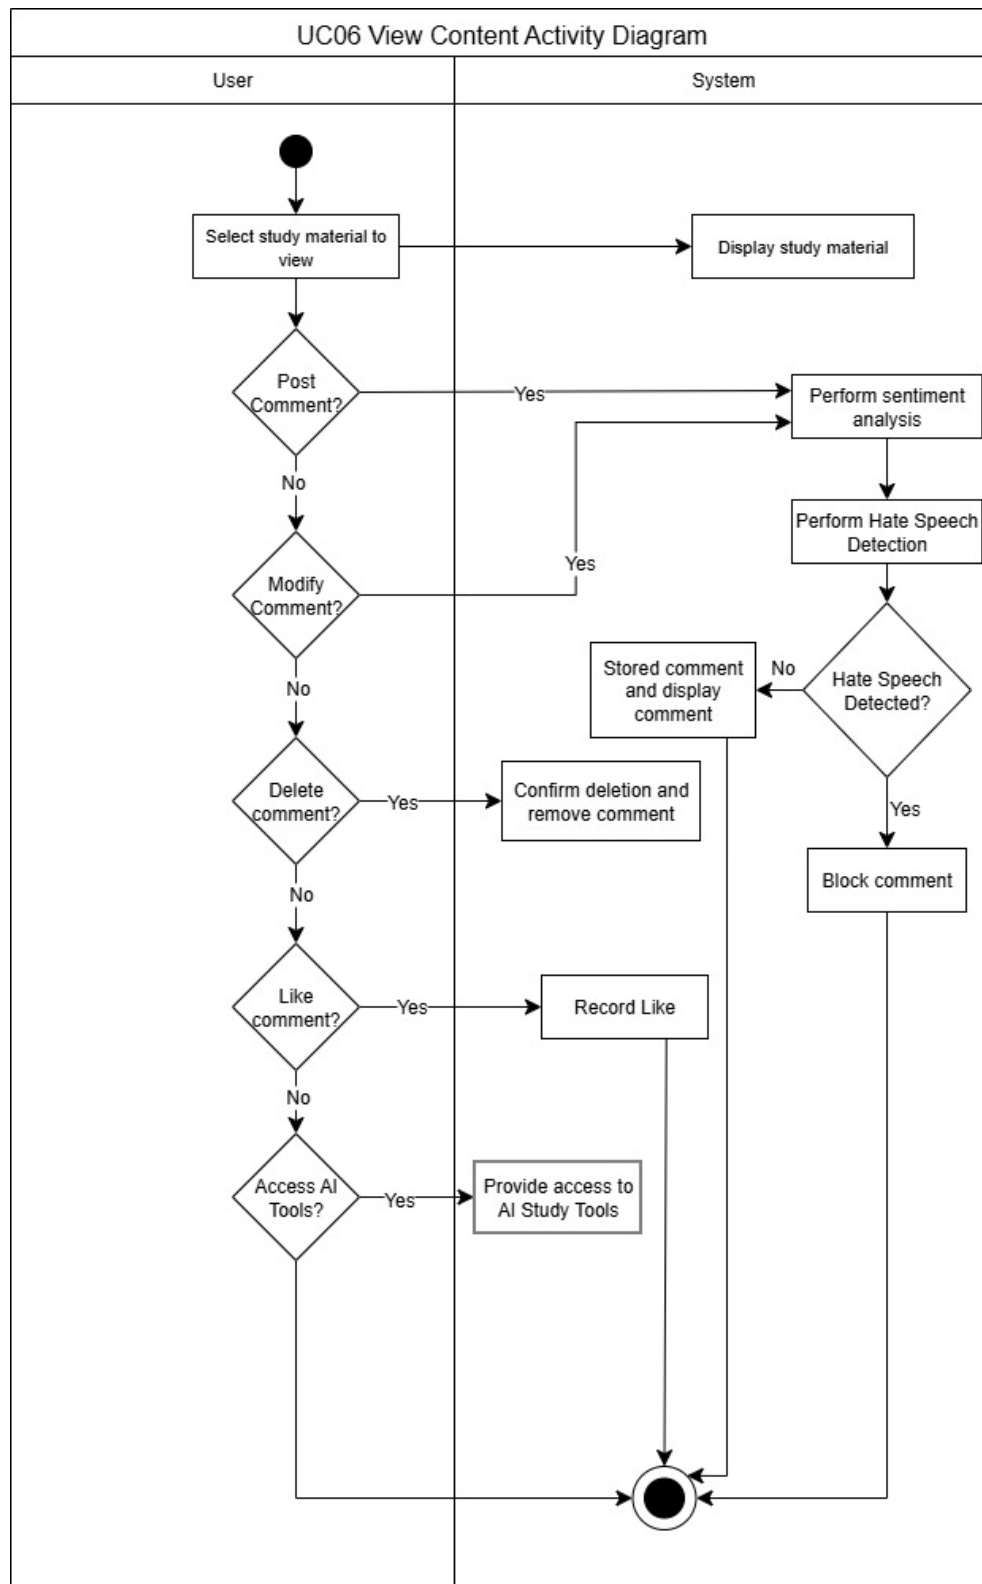 UC06 View Content Activity Diagram
User
System
Select study material to
view
Display study material
Post
Comment?
Yes
Perform sentiment
analysis
No
Perform Hate Speech
Detection
Modify
Comment?
Yes
Stored comment
and display
comment
No
Hate Speech
Detected?
No
Delete
comment?
Yes
Confirm deletion and
remove comment
Yes
Block comment
No
Like
comment?
Yes
Record Like
No
Access AI
Tools?
Yes
Provide access to
AI Study Tools